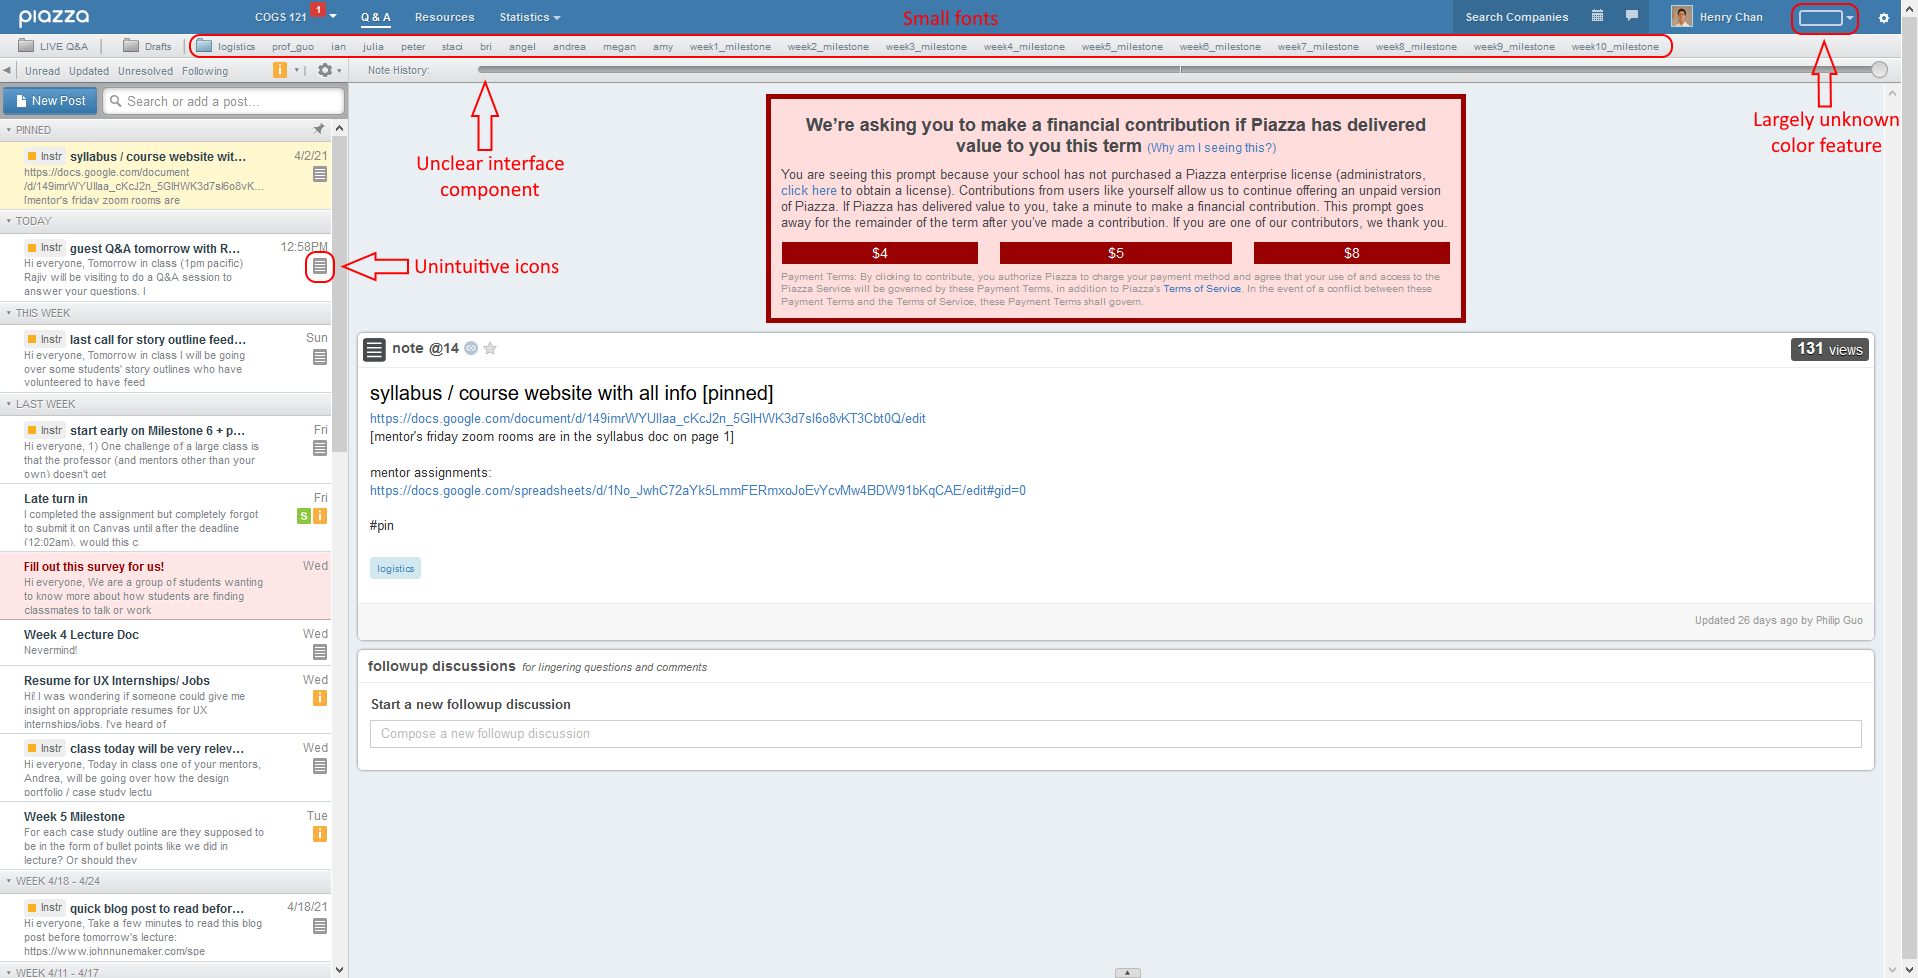 piazza
COGS 121
1
Q & A
Resources
Statistics
Small fonts
Search Companies
Henry Chan
LIVE Q&A
Drafts
logistics prof_guo ian julia peter staci bri angel andrea megan amy week1_milestone week2_milestone week3_milestone week4_milestone week5_milestone week6_milestone week7_milestone week8_milestone week9_milestone week10_milestone
Unread Updated Unresolved Following
i
Note History:
New Post
Search or add a post…
Unclear interface
component
Largely unknown
color feature
Unintuitive icons
PINNED
Instr syllabus / course website wit… 4/2/21
https://docs.google.com/document
/d/149imrWYUllaa_cKcJ2n_5GlHWK3d7sl6o8vK…
[mentor's friday zoom rooms are
TODAY
Instr guest Q&A tomorrow with R… 12:58PM
Hi everyone, Tomorrow in class (1pm pacific)
Rajiv will be visiting to do a Q&A session to
answer your questions. I
THIS WEEK
Instr last call for story outline feed… Sun
Hi everyone, Tomorrow in class I will be going
over some students' story outlines who have
volunteered to have feed
LAST WEEK
Instr start early on Milestone 6 + p… Fri
Hi everyone, 1) One challenge of a large class is
that the professor (and mentors other than your
own) doesn't get
Late turn in Fri
I completed the assignment but completely forgot
to submit it on Canvas until after the deadline
(12:02am). would this c
S i
Fill out this survey for us! Wed
Hi everyone, We are a group of students wanting
to know more about how students are finding
classmates to talk or work
Week 4 Lecture Doc Wed
Nevermind!
Resume for UX Internships/ Jobs Wed
Hi! I was wondering if someone could give me
insight on appropriate resumes for UX
internships/jobs. I've heard of
i
Instr class today will be very relev… Wed
Hi everyone, Today in class one of your mentors,
Andrea, will be going over how the design
portfolio / case study lectu
Week 5 Milestone Tue
For each case study outline are they supposed to
be in the form of bullet points like we did in
lecture? Or should they
i
WEEK 4/18 - 4/24
Instr quick blog post to read befor… 4/18/21
Hi everyone, Take a few minutes to read this blog
post before tomorrow's lecture:
https://www.johnnunemaker.com/spe
WEEK 4/11 - 4/17
We're asking you to make a financial contribution if Piazza has delivered
value to you this term (Why am I seeing this?)
You are seeing this prompt because your school has not purchased a Piazza enterprise license (administrators,
click here to obtain a license). Contributions from users like yourself allow us to continue offering an unpaid version
of Piazza. If Piazza has delivered value to you, take a minute to make a financial contribution. This prompt goes
away for the remainder of the term after you've made a contribution. If you are one of our contributors, we thank you.
$4 $5 $8
Payment Terms: By clicking to contribute, you authorize Piazza to charge your payment method and agree that your use of and access to the
Piazza Service will be governed by these Payment Terms, in addition to Piazza's Terms of Service. In the event of a conflict between these
Payment Terms and the Terms of Service, these Payment Terms shall govern.
note @14
131 views
syllabus / course website with all info [pinned]
https://docs.google.com/document/d/149imrWYUllaa_cKcJ2n_5GlHWK3d7sl6o8vKT3Cbt0Q/edit
[mentor's friday zoom rooms are in the syllabus doc on page 1]
mentor assignments:
https://docs.google.com/spreadsheets/d/1No_JwhC72aYk5LmmFERmxoJoEvYcvMw4BDW91bKqCAE/edit#gid=0
#pin
logistics
Updated 26 days ago by Philip Guo
followup discussions for lingering questions and comments
Start a new followup discussion
Compose a new followup discussion